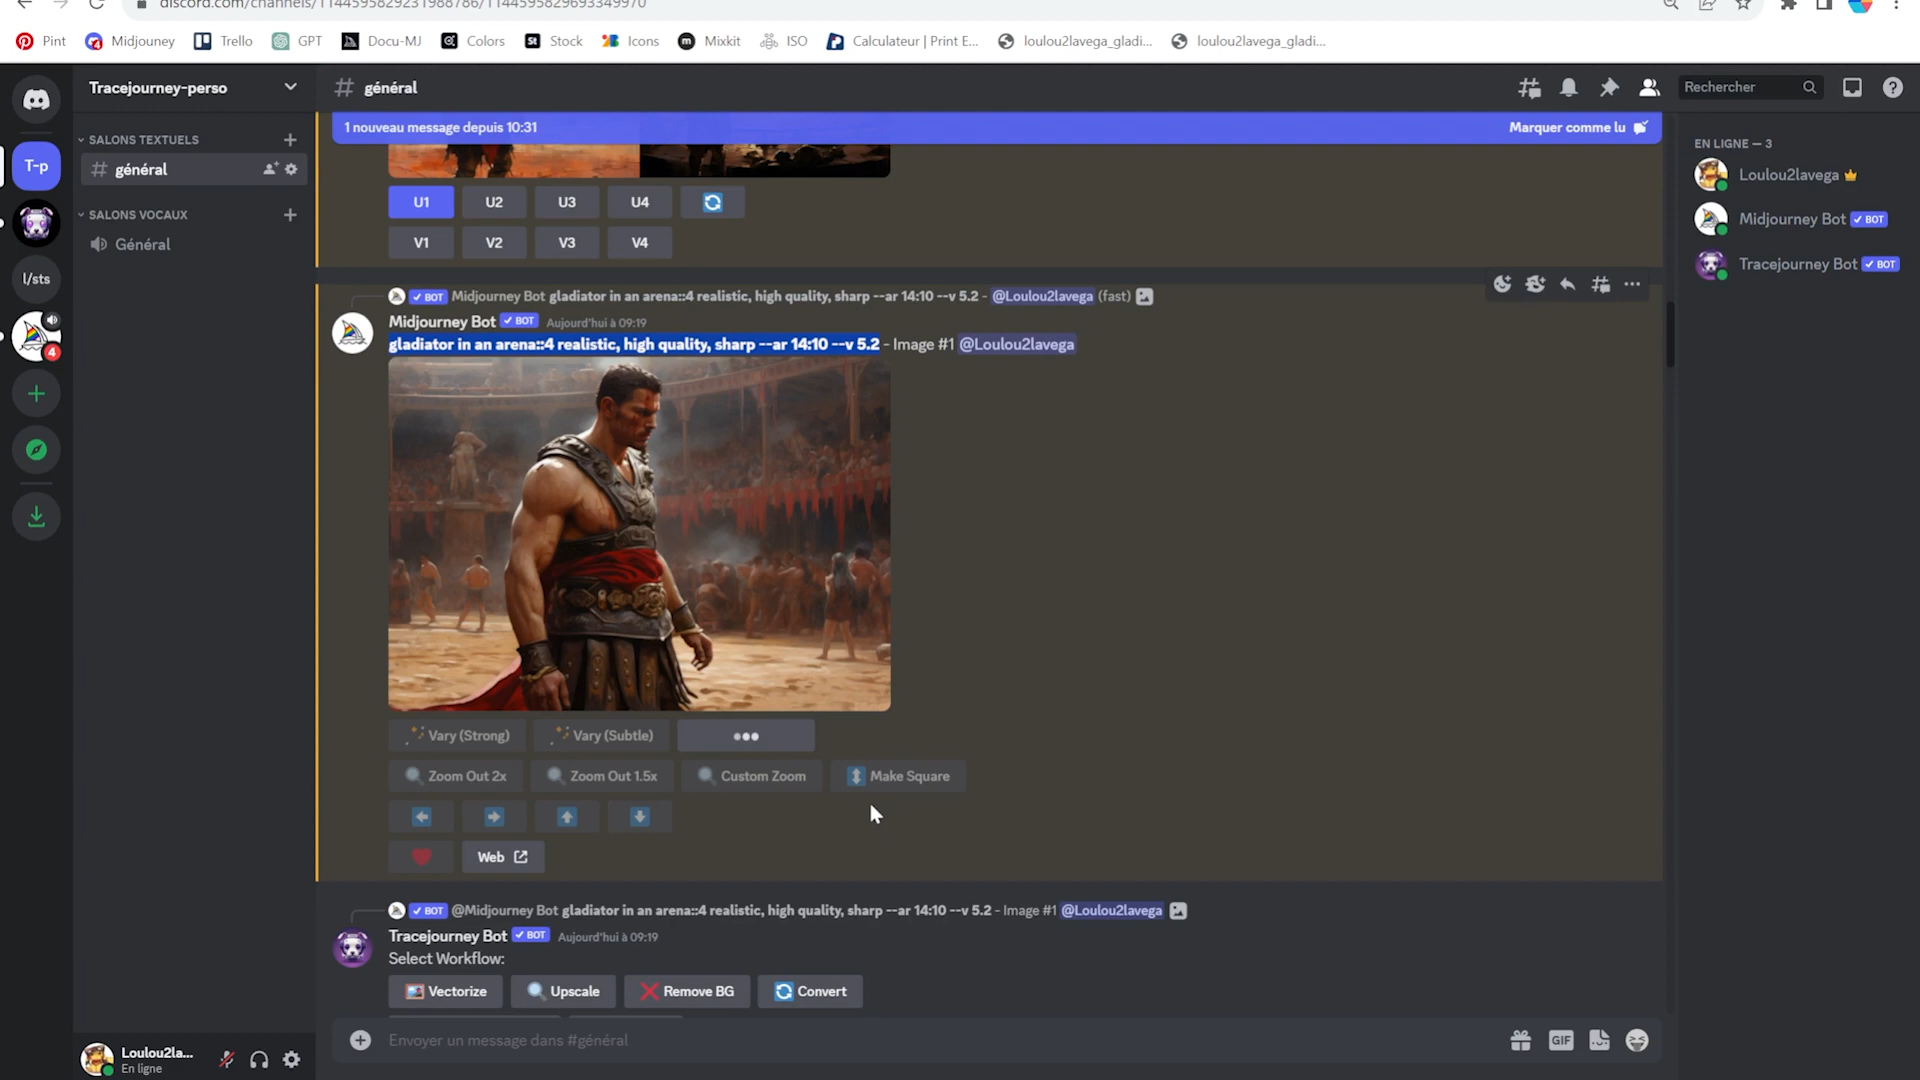 discord.com/channels/1144595829231988786/1144595829693349970
Pint
Midjouney
Trello
GPT
Docu-MJ
Colors
St
Stock
Icons
Mixkit
ISO
Calculateur | Print E...
loulou2lavega_gladi...
loulou2lavega_gladi...
Tracejourney-perso
général
Rechercher
SALONS TEXTUELS
général
SALONS VOCAUX
Général
T-p
l/sts
4
1 nouveau message depuis 10:31
Marquer comme lu
U1 U2 U3 U4
V1 V2 V3 V4
BOT Midjourney Bot gladiator in an arena::4 realistic, high quality, sharp --ar 14:10 --v 5.2 - @Loulou2lavega (fast)
Midjourney Bot BOT Aujourd'hui à 09:19
gladiator in an arena::4 realistic, high quality, sharp --ar 14:10 --v 5.2 - Image #1 @Loulou2lavega
Vary (Strong) Vary (Subtle)
Zoom Out 2x Zoom Out 1.5x Custom Zoom Make Square
Web
BOT @Midjourney Bot gladiator in an arena::4 realistic, high quality, sharp --ar 14:10 --v 5.2 - Image #1 @Loulou2lavega
Tracejourney Bot BOT Aujourd'hui à 09:19
Select Workflow:
Vectorize Upscale Remove BG Convert
Envoyer un message dans #général
GIF
Loulou2la...
En ligne
EN LIGNE — 3
Loulou2lavega
Midjourney Bot BOT
Tracejourney Bot BOT